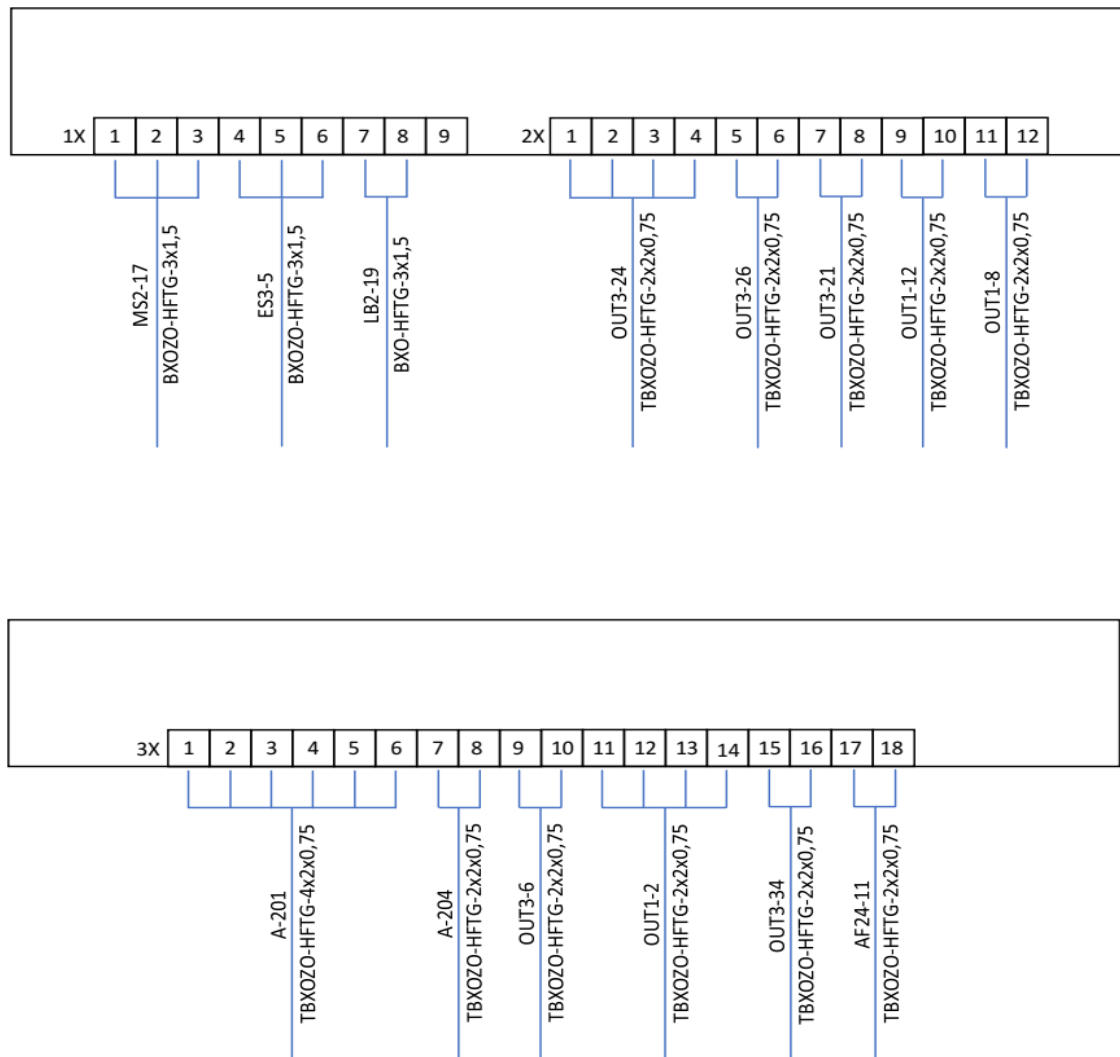 1X 1 2 3 4 5 6 7 8 9 2X 1 2 3 4 5 6 7 8 9 10 11 12
MS2-17
BXOZO-HFTG-3x1,5
ES3-5
BXOZO-HFTG-3x1,5
LB2-19
BXO-HFTG-3x1,5
OUT3-24
TBXOZO-HFTG-2x2x0,75
OUT3-26
TBXOZO-HFTG-2x2x0,75
OUT3-21
TBXOZO-HFTG-2x2x0,75
OUT1-12
TBXOZO-HFTG-2x2x0,75
OUT1-8
TBXOZO-HFTG-2x2x0,75
3X 1 2 3 4 5 6 7 8 9 10 11 12 13 14 15 16 17 18
A-201
TBXOZO-HFTG-4x2x0,75
A-204
TBXOZO-HFTG-2x2x0,75
OUT3-6
TBXOZO-HFTG-2x2x0,75
OUT1-2
TBXOZO-HFTG-2x2x0,75
OUT3-34
TBXOZO-HFTG-2x2x0,75
AF24-11
TBXOZO-HFTG-2x2x0,75